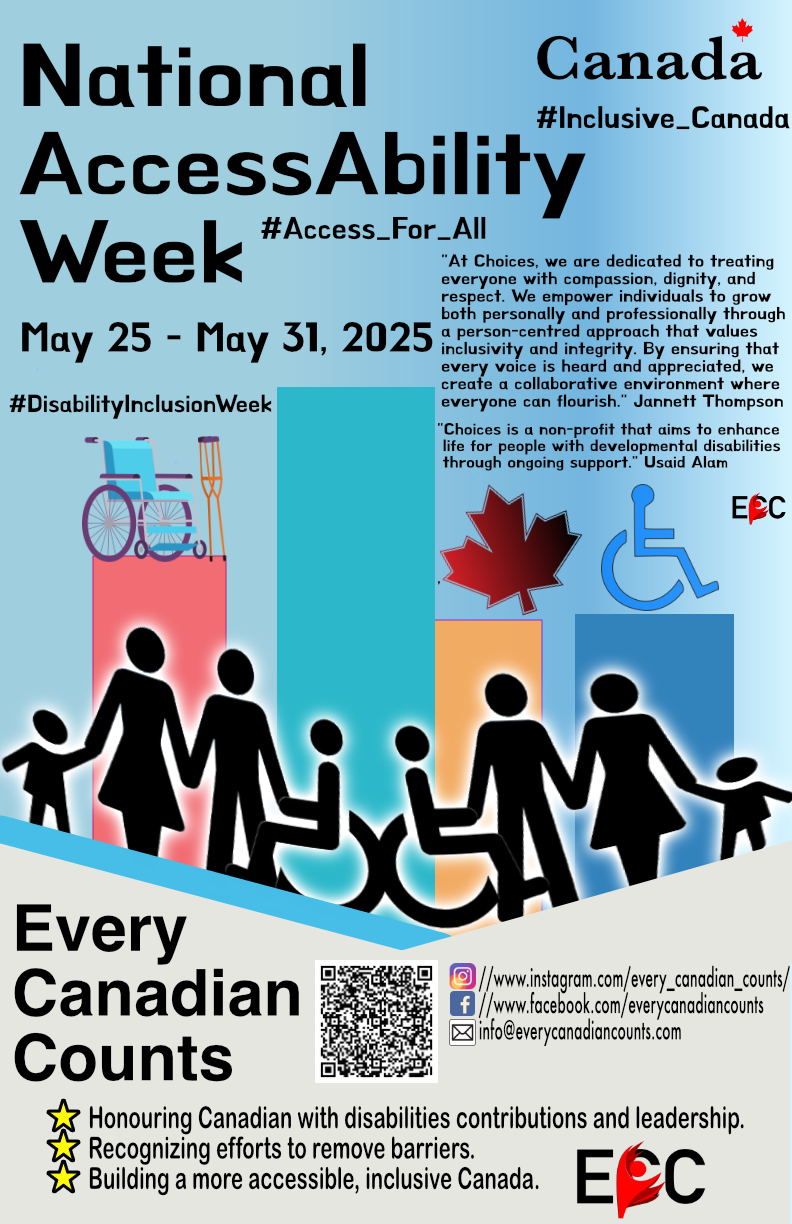 National
Canada
#Inclusive_Canada
AccessAbility
Week
#Access_For_All
May 25 - May 31, 2025
"At Choices, we are dedicated to treating
everyone with compassion, dignity, and
respect. We empower individuals to grow
both personally and professionally through
a person-centred approach that values
inclusivity and integrity. By ensuring that
every voice is heard and appreciated, we
create a collaborative environment where
everyone can flourish." Jannett Thompson
#DisabilityInclusionWeek
"Choices is a non-profit that aims to enhance
life for people with developmental disabilities
through ongoing support." Usaid Alam
ECC
Every
Canadian
Counts
//www.instagram.com/every_canadian_counts/
//www.facebook.com/everycanadiancounts
info@everycanadiancounts.com
Honouring Canadian with disabilities contributions and leadership.
Recognizing efforts to remove barriers.
Building a more accessible, inclusive Canada.
ECC